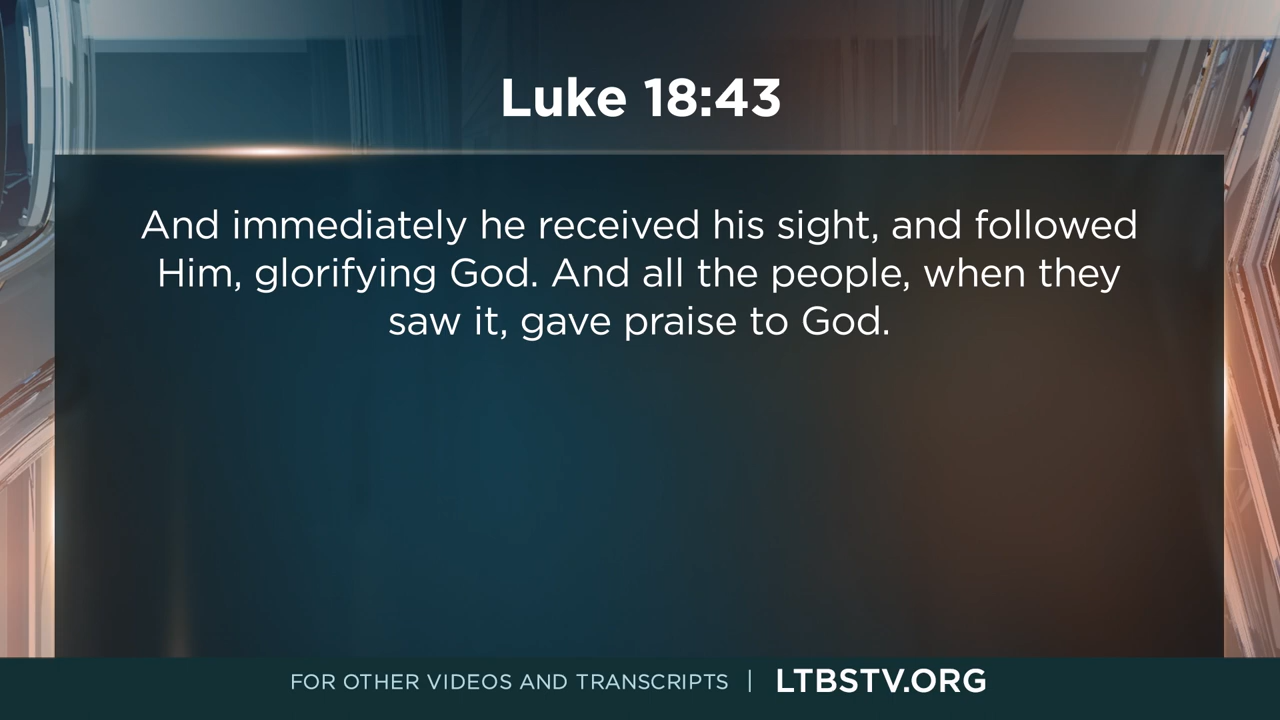 Luke 18:43
And immediately he received his sight, and followed
Him, glorifying God. And all the people, when they
saw it, gave praise to God.
FOR OTHER VIDEOS AND TRANSCRIPTS | LTBSTV.ORG